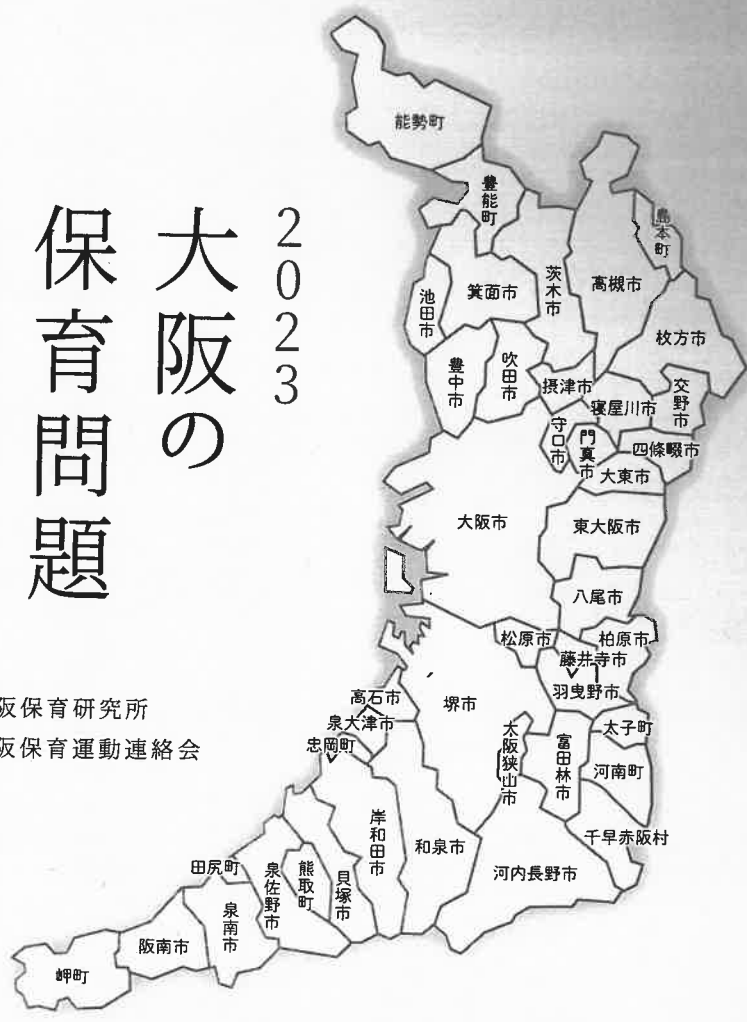 2023
大阪の
保育問題
阪保育研究所
阪保育運動連絡会
能勢町
豊能町
島本町
高槻市
茨木市
箕面市
池田市
枚方市
豊中市
吹田市
摂津市
交野市
寝屋川市
守口市
門真市
四條畷市
大東市
大阪市
東大阪市
八尾市
松原市
柏原市
藤井寺市
羽曳野市
堺市
高石市
泉大津市
忠岡町
太子町
大阪狭山市
富田林市
河南町
千早赤阪村
岸和田市
和泉市
河内長野市
貝塚市
熊取町
泉佐野市
田尻町
泉南市
阪南市
岬町